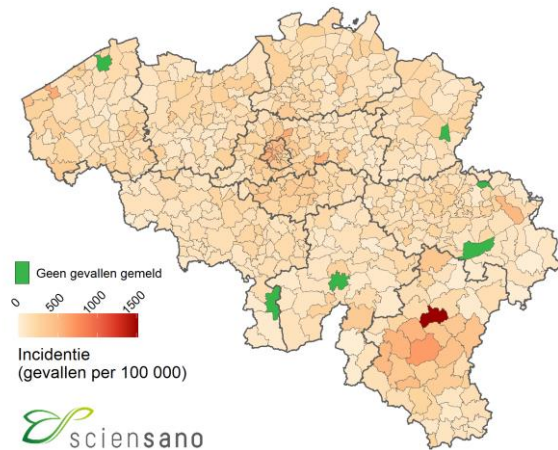 Geen gevallen gemeld
0 500 1000 1500
Incidentie
(gevallen per 100 000)
sciensano